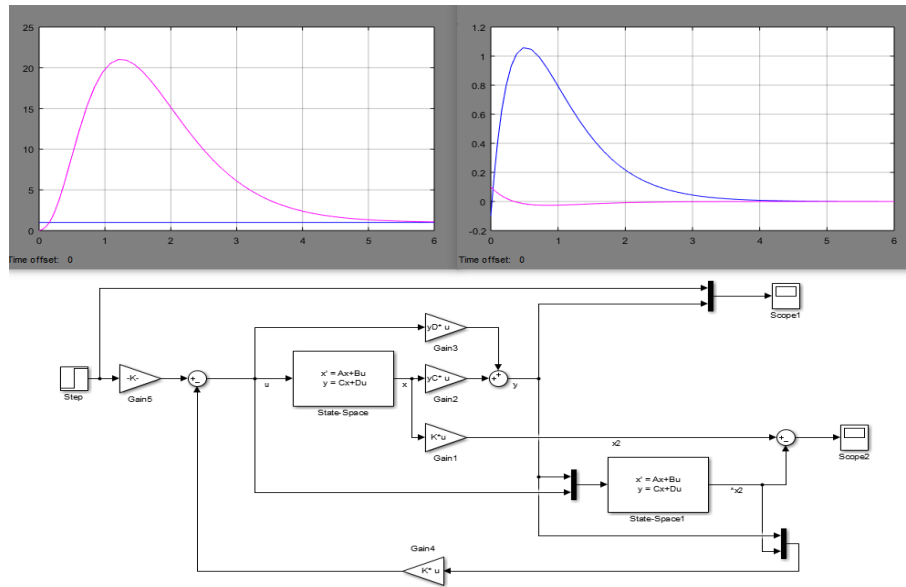 25
20
15
10
5
0
0 1 2 3 4 5 6
Time offset: 0
1.2
1
0.8
0.6
0.4
0.2
0
-0.2
0 1 2 3 4 5 6
Time offset: 0
Scope1
yD* u
Gain3
Step
-K-
Gain5
+
-
u
x' = Ax+Bu
y = Cx+Du
State-Space
x
yC* u
Gain2
+
+
y
K*u
Gain1
x2
+
-
Scope2
x' = Ax+Bu
y = Cx+Du
State-Space1
^x2
Gain4
K* u